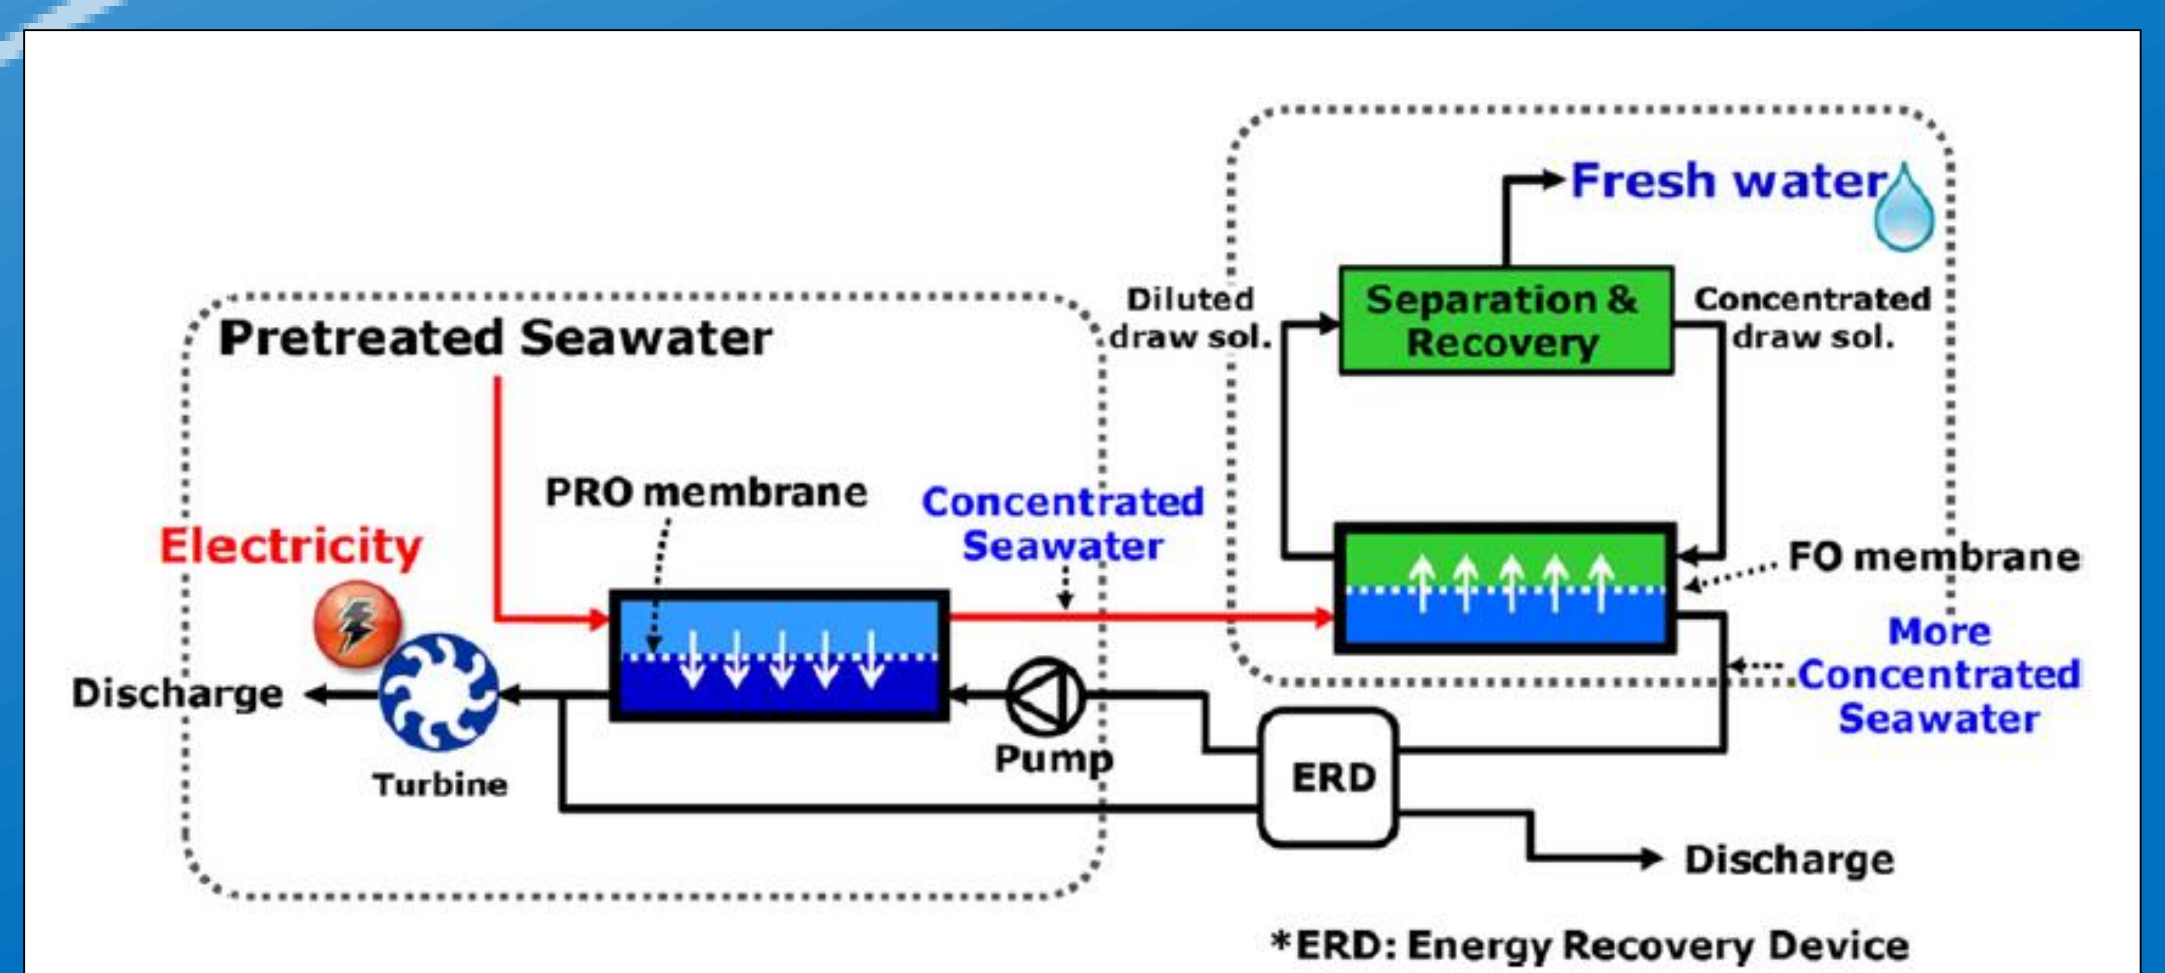 Fresh water
Diluted
draw sol.
Separation &
Recovery
Concentrated
draw sol.
Pretreated Seawater
PRO membrane
Concentrated
Seawater
Electricity
FO membrane
More
Concentrated
Seawater
Discharge
Turbine
Pump
ERD
Discharge
*ERD: Energy Recovery Device